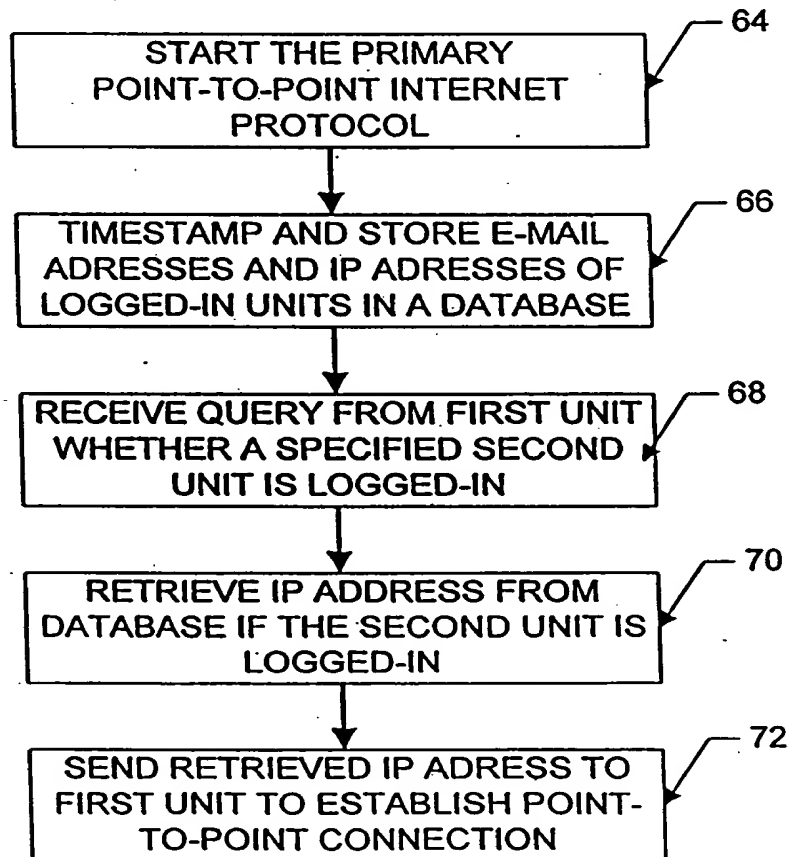 64
START THE PRIMARY
POINT-TO-POINT INTERNET
PROTOCOL
66
TIMESTAMP AND STORE E-MAIL
ADRESSES AND IP ADRESSES OF
LOGGED-IN UNITS IN A DATABASE
68
RECEIVE QUERY FROM FIRST UNIT
WHETHER A SPECIFIED SECOND
UNIT IS LOGGED-IN
70
RETRIEVE IP ADDRESS FROM
DATABASE IF THE SECOND UNIT IS
LOGGED-IN
72
SEND RETRIEVED IP ADRESS TO
FIRST UNIT TO ESTABLISH POINT-
TO-POINT CONNECTION